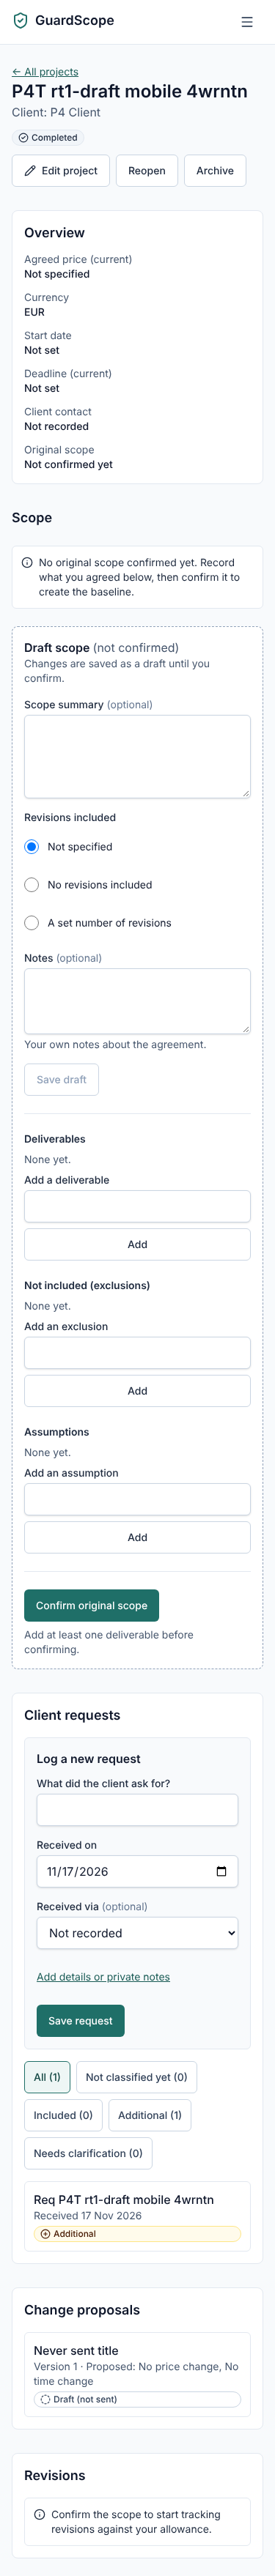 GuardScope
← All projects
P4T rt1-draft mobile 4wrntn
Client: P4 Client
Completed
Edit project
Reopen
Archive
Overview
Agreed price (current)
Not specified
Currency
EUR
Start date
Not set
Deadline (current)
Not set
Client contact
Not recorded
Original scope
Not confirmed yet
Scope
No original scope confirmed yet. Record
what you agreed below, then confirm it to
create the baseline.
Draft scope (not confirmed)
Changes are saved as a draft until you
confirm.
Scope summary (optional)
Revisions included
Not specified
No revisions included
A set number of revisions
Notes (optional)
Your own notes about the agreement.
Save draft
Deliverables
None yet.
Add a deliverable
Add
Not included (exclusions)
None yet.
Add an exclusion
Add
Assumptions
None yet.
Add an assumption
Add
Confirm original scope
Add at least one deliverable before
confirming.
Client requests
Log a new request
What did the client ask for?
Received on
11/17/2026
Received via (optional)
Not recorded
Add details or private notes
Save request
All (1)
Not classified yet (0)
Included (0)
Additional (1)
Needs clarification (0)
Req P4T rt1-draft mobile 4wrntn
Received 17 Nov 2026
Additional
Change proposals
Never sent title
Version 1 · Proposed: No price change, No
time change
Draft (not sent)
Revisions
Confirm the scope to start tracking
revisions against your allowance.